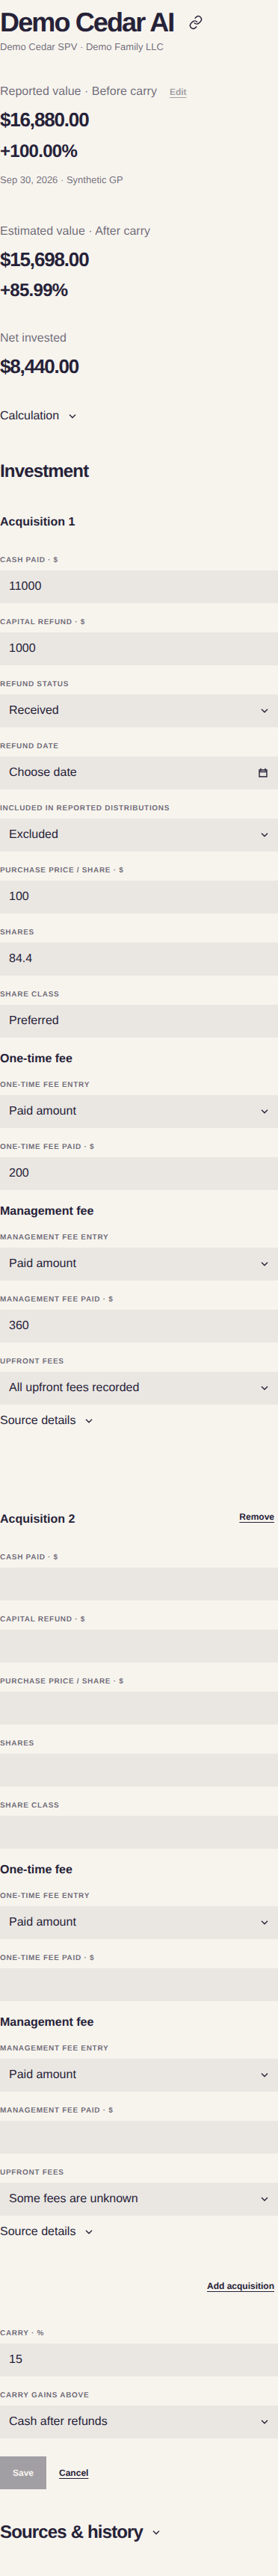 Demo Cedar AI
Demo Cedar SPV · Demo Family LLC
Reported value · Before carry Edit
$16,880.00
+100.00%
Sep 30, 2026 · Synthetic GP
Estimated value · After carry
$15,698.00
+85.99%
Net invested
$8,440.00
Calculation
Investment
Acquisition 1
CASH PAID · $
11000
CAPITAL REFUND · $
1000
REFUND STATUS
Received
REFUND DATE
Choose date
INCLUDED IN REPORTED DISTRIBUTIONS
Excluded
PURCHASE PRICE / SHARE · $
100
SHARES
84.4
SHARE CLASS
Preferred
One-time fee
ONE-TIME FEE ENTRY
Paid amount
ONE-TIME FEE PAID · $
200
Management fee
MANAGEMENT FEE ENTRY
Paid amount
MANAGEMENT FEE PAID · $
360
UPFRONT FEES
All upfront fees recorded
Source details
Acquisition 2 Remove
CASH PAID · $
CAPITAL REFUND · $
PURCHASE PRICE / SHARE · $
SHARES
SHARE CLASS
One-time fee
ONE-TIME FEE ENTRY
Paid amount
ONE-TIME FEE PAID · $
Management fee
MANAGEMENT FEE ENTRY
Paid amount
MANAGEMENT FEE PAID · $
UPFRONT FEES
Some fees are unknown
Source details
Add acquisition
CARRY · %
15
CARRY GAINS ABOVE
Cash after refunds
Save Cancel
Sources & history